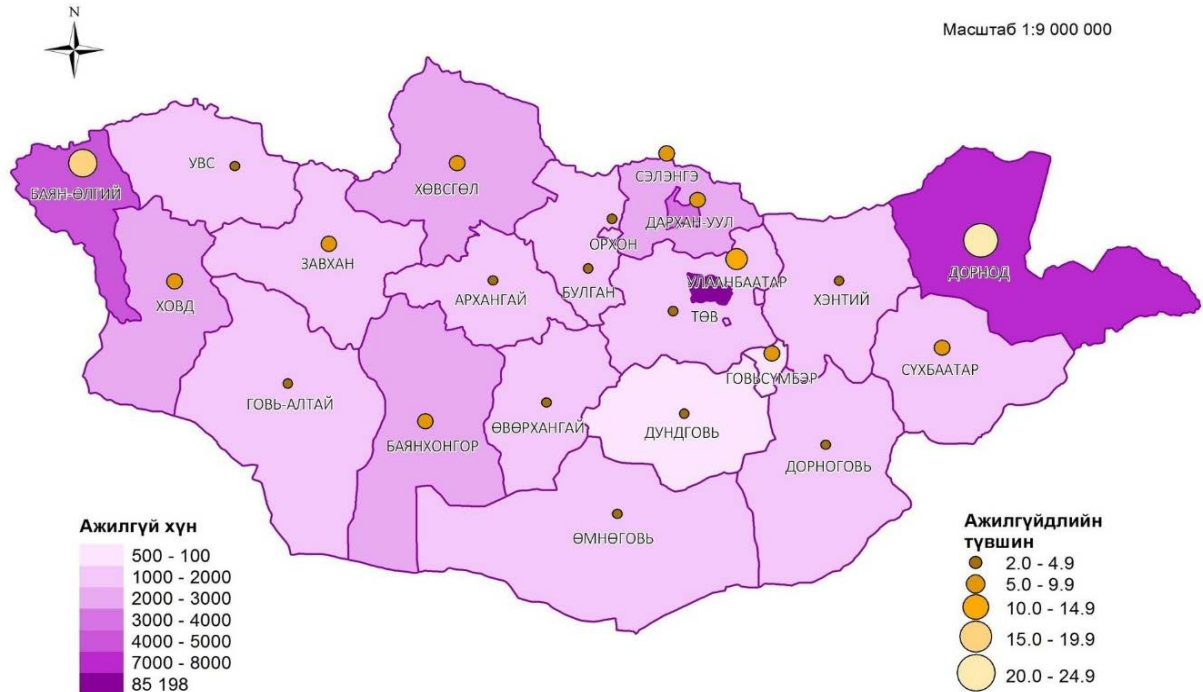 N
Масштаб 1:9 000 000
УВС
БАЯН-ӨЛГИЙ
ХӨВСГӨЛ
СЭЛЭНГЭ
ДАРХАН-УУЛ
ОРХОН
ЗАВХАН
ХОВД
АРХАНГАЙ
БУЛГАН
УЛААНБААТАР
ТӨВ
ХЭНТИЙ
ДОРНОД
СҮХБААТАР
ГОВЬСҮМБЭР
ГОВЬ-АЛТАЙ
БАЯНХОНГОР
ӨВӨРХАНГАЙ
ДУНДГОВЬ
ДОРНОГОВЬ
ӨМНӨГОВЬ
Ажилгүй хүн
500 - 100
1000 - 2000
2000 - 3000
3000 - 4000
4000 - 5000
7000 - 8000
85 198
Ажилгүйдлийн
түвшин
2.0 - 4.9
5.0 - 9.9
10.0 - 14.9
15.0 - 19.9
20.0 - 24.9